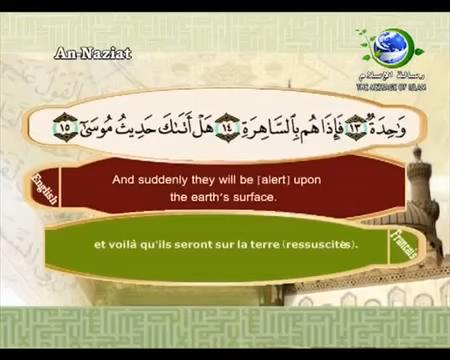 An-Naziat
رسالة الإسلام
THE MESSAGE OF ISLAM
وَٰحِدَةٌ ١٣ فَإِذَا هُم بِٱلسَّاهِرَةِ ١٤ هَلْ أَتَىٰكَ حَدِيثُ مُوسَىٰٓ ١٥
English
And suddenly they will be [alert] upon
the earth's surface.
et voilà qu'ils seront sur la terre (ressuscités).
Francais